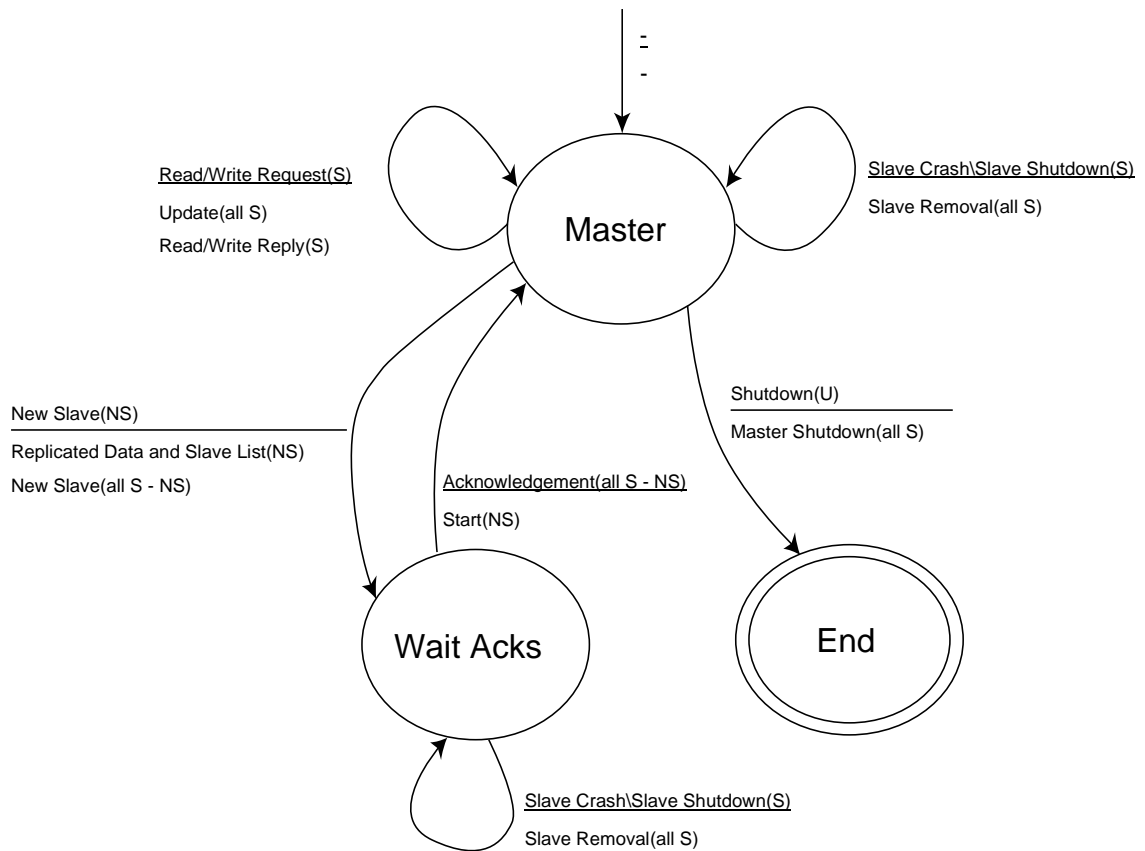 -
-
Read/Write Request(S)
Update(all S)
Read/Write Reply(S)
Master
Slave Crash\Slave Shutdown(S)
Slave Removal(all S)
New Slave(NS)
Replicated Data and Slave List(NS)
New Slave(all S - NS)
Acknowledgement(all S - NS)
Start(NS)
Shutdown(U)
Master Shutdown(all S)
Wait Acks
End
Slave Crash\Slave Shutdown(S)
Slave Removal(all S)